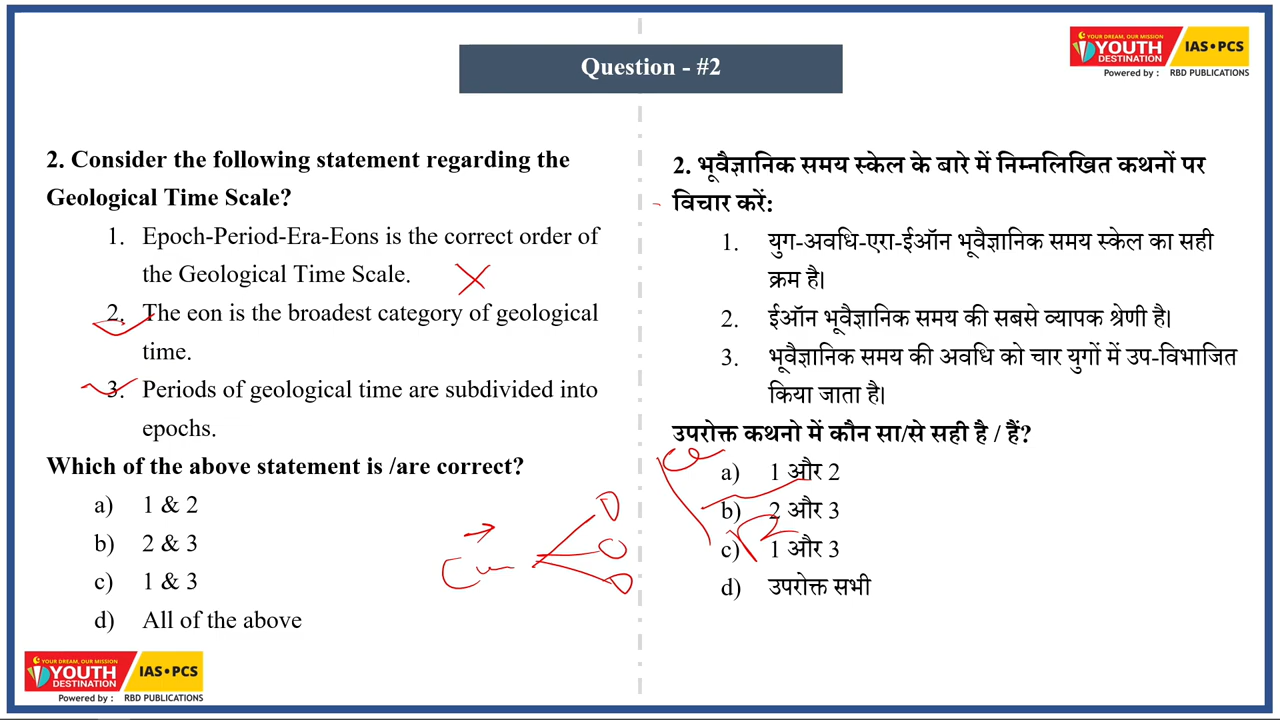 Question - #2
YOUR DREAM, OUR MISSION
YOUTH
DESTINATION
IAS•PCS
Powered by : RBD PUBLICATIONS
2. Consider the following statement regarding the
Geological Time Scale?
1. Epoch-Period-Era-Eons is the correct order of
the Geological Time Scale.
2. The eon is the broadest category of geological
time.
3. Periods of geological time are subdivided into
epochs.
Which of the above statement is /are correct?
a) 1 & 2
b) 2 & 3
c) 1 & 3
d) All of the above
2. भूवैज्ञानिक समय स्केल के बारे में निम्नलिखित कथनों पर
विचार करें:
1. युग-अवधि-एरा-ईऑन भूवैज्ञानिक समय स्केल का सही
क्रम है।
2. ईऑन भूवैज्ञानिक समय की सबसे व्यापक श्रेणी है।
3. भूवैज्ञानिक समय की अवधि को चार युगों में उप-विभाजित
किया जाता है।
उपरोक्त कथनो में कौन सा/से सही है / हैं?
a) 1 और 2
b) 2 और 3
c) 1 और 3
d) उपरोक्त सभी
YOUR DREAM, OUR MISSION
YOUTH
DESTINATION
IAS•PCS
Powered by : RBD PUBLICATIONS